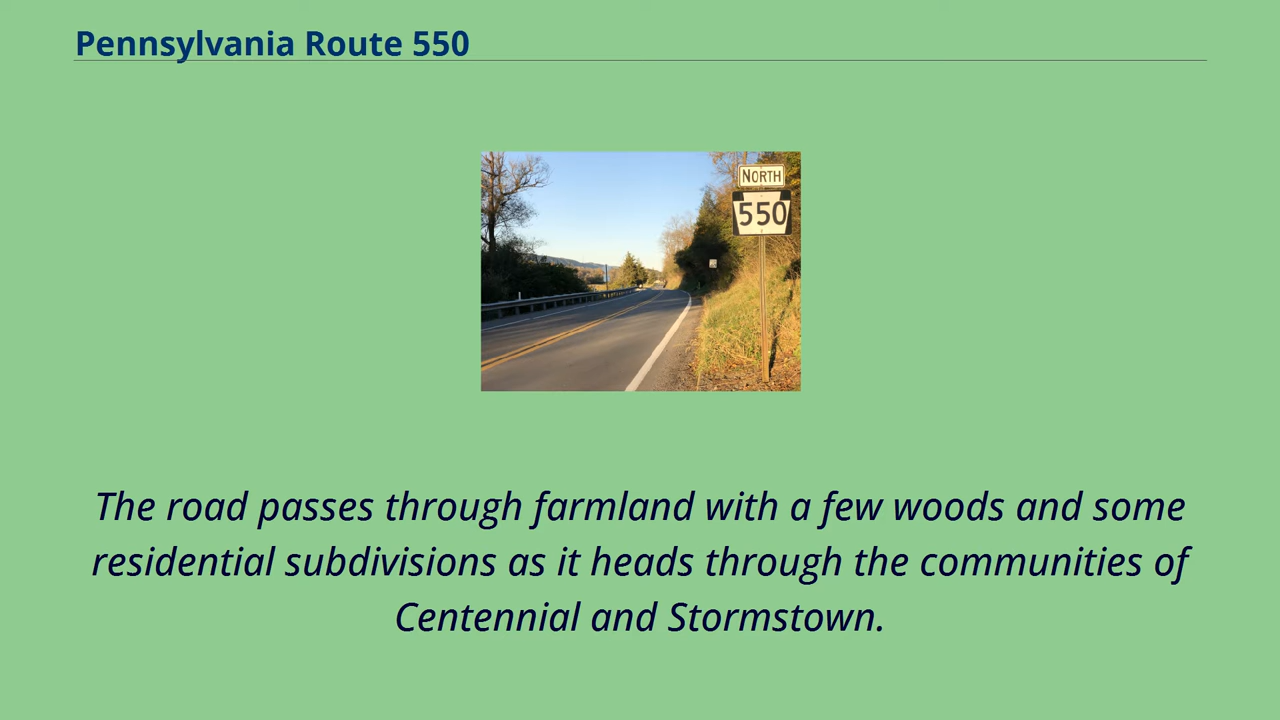 Pennsylvania Route 550
NORTH
550
The road passes through farmland with a few woods and some
residential subdivisions as it heads through the communities of
Centennial and Stormstown.